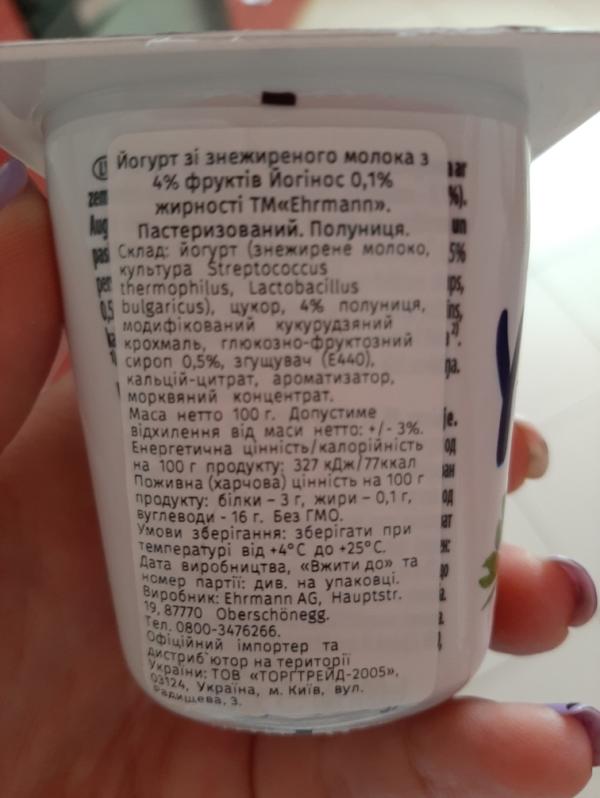 йогурт зі знежиреного молока з
4% фруктів Йогінос 0,1%
жирності ТМ«Ehrmann».
Пастеризований. Полуниця.
Склад: йогурт (знежирене молоко,
культура Streptococcus
thermophilus, Lactobacillus
bulgaricus), цукор, 4% полуниця,
модифікований кукурудзяний
крохмаль, глюкозно-фруктозний
сироп 0,5%, згущувач (Е440),
кальцій-цитрат, ароматизатор,
морквяний концентрат.
Маса нетто 100 г. Допустиме
відхилення від маси нетто: +/- 3%.
Енергетична цінність/калорійність
на 100 г продукту: 327 кДж/77ккал
Поживна (харчова) цінність на 100 г
продукту: білки – 3 г, жири – 0,1 г,
вуглеводи - 16 г. Без ГМО.
Умови зберігання: зберігати при
температурі від +4°C до +25°C.
Дата виробництва, «Вжити до» та
номер партії: див. на упаковці.
Виробник: Ehrmann AG, Hauptstr.
19, 87770 Oberschönegg.
Тел. 0800-3476266.
Офіційний імпортер та
дистриб`ютор на території
України: ТОВ «ТОРГТРЕЙД-2005»,
03124, Україна, м. Київ, вул.
Радищева, 3.